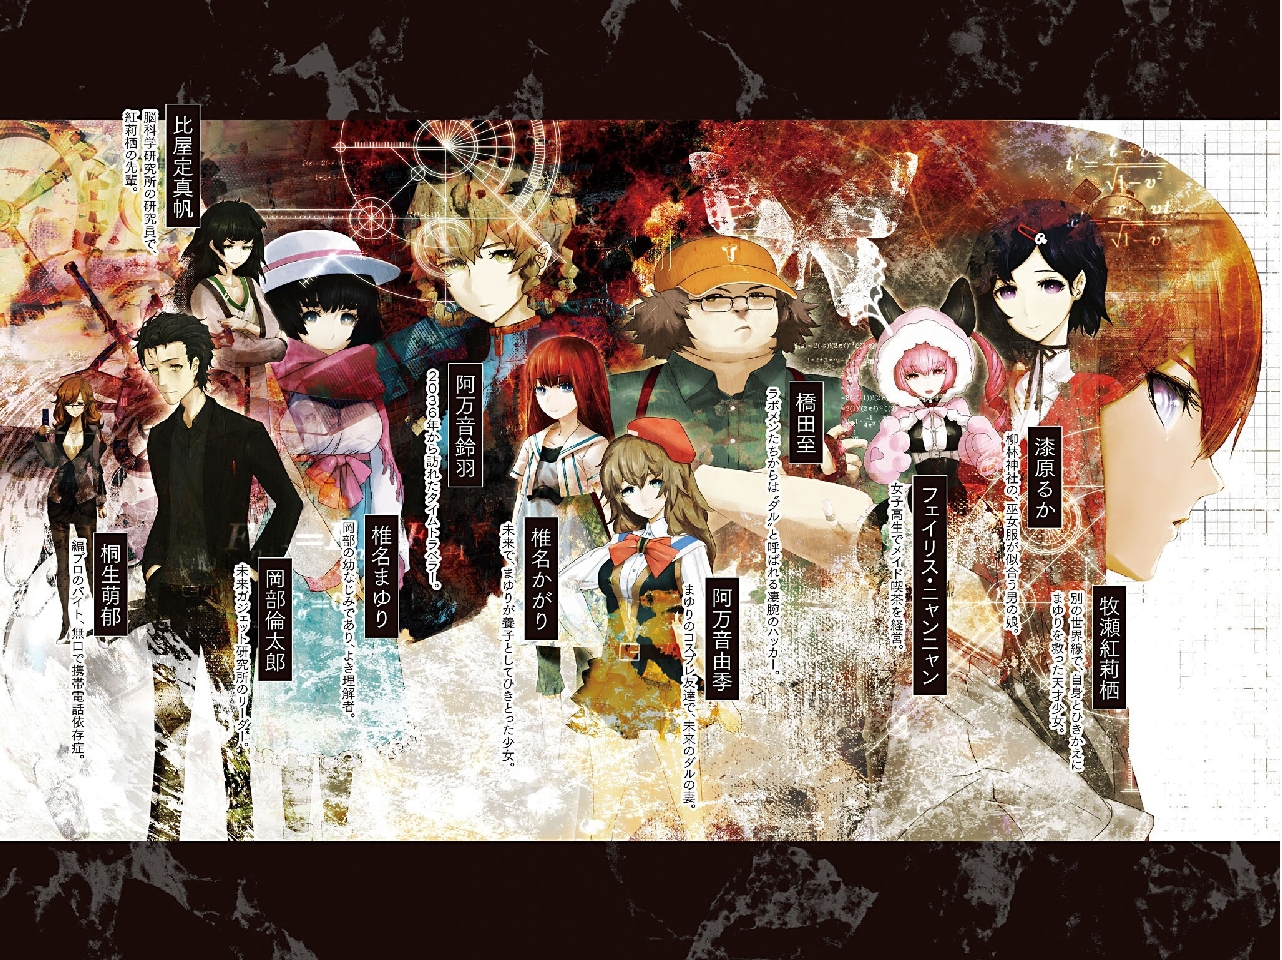 牧瀬紅莉栖
別の世界線で、自身とひきかえに
まゆりを救った天才少女。
漆原るか
柳林神社の、巫女服が似合う男の娘。
フェイリス・ニャンニャン
女子高生でメイド喫茶を経営。
橋田至
ラボメンたちからは“ダル”と呼ばれる凄腕のハッカー。
阿万音由季
まゆりのコスプレ友達で、未来のダルの妻。
椎名かがり
未来で、まゆりが養子としてひきとった少女。
阿万音鈴羽
2036年から訪れたタイムトラベラー。
椎名まゆり
岡部の幼なじみであり、よき理解者。
岡部倫太郎
未来ガジェット研究所のリーダー。
比屋定真帆
脳科学研究所の研究員で、
紅莉栖の先輩。
桐生萌郁
編プロのバイト、無口で携帯電話依存症。